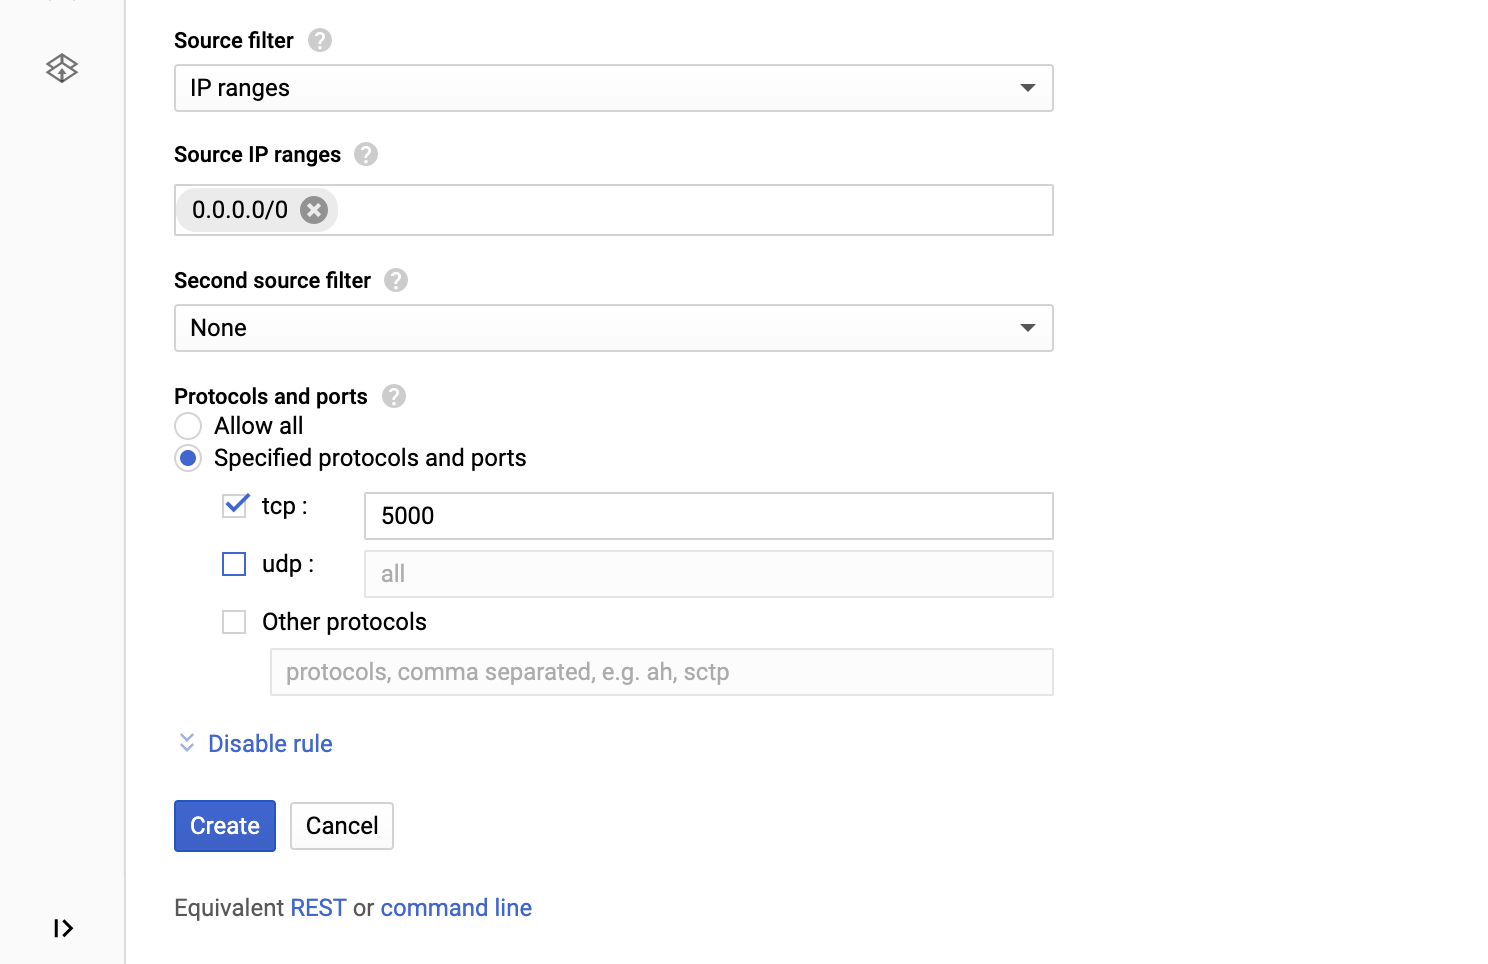 Source filter
IP ranges
Source IP ranges
0.0.0.0/0
Second source filter
None
Protocols and ports
Allow all
Specified protocols and ports
tcp : 5000
udp : all
Other protocols
protocols, comma separated, e.g. ah, sctp
Disable rule
Create Cancel
Equivalent REST or command line